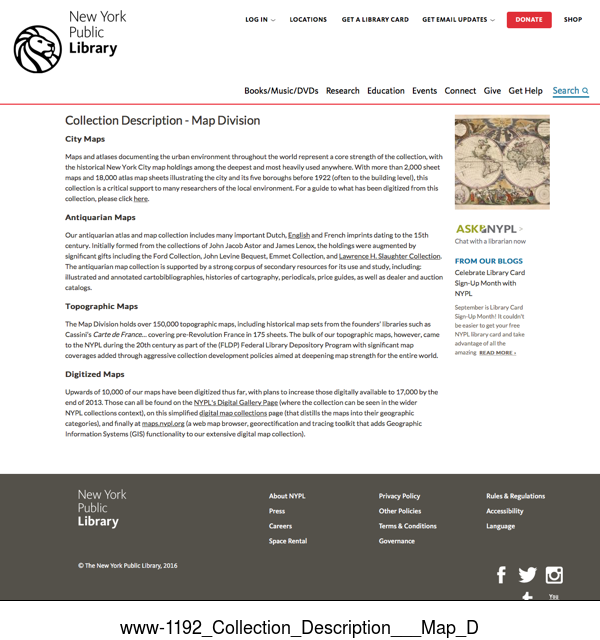 New York
Public
Library
LOG IN
LOCATIONS
GET A LIBRARY CARD
GET EMAIL UPDATES
DONATE
SHOP
Books/Music/DVDs
Research
Education
Events
Connect
Give
Get Help
Search
Collection Description - Map Division
City Maps
Maps and atlases documenting the urban environment throughout the world represent a core strength of the collection, with
the historical New York City map holdings among the deepest and most heavily used anywhere. With more than 2,000 sheet
maps and 18,000 atlas map sheets illustrating the city and its five boroughs before 1922 (often to the building level), this
collection is a critical support to many researchers of the local environment. For a guide to what has been digitized from this
collection, please click here.
Antiquarian Maps
Our antiquarian atlas and map collection includes many important Dutch, English and French imprints dating to the 15th
century. Initially formed from the collections of John Jacob Astor and James Lenox, the holdings were augmented by
significant gifts including the Ford Collection, John Levine Bequest, Emmet Collection, and Lawrence H. Slaughter Collection.
The antiquarian map collection is supported by a strong corpus of secondary resources for its use and study, including;
illustrated and annotated cartobibliographies, histories of cartography, periodicals, price guides, as well as dealer and auction
catalogs.
Topographic Maps
The Map Division holds over 150,000 topographic maps, including historical map sets from the founders' libraries such as
Cassini's Carte de France... covering pre-Revolution France in 175 sheets. The bulk of our topographic maps, however, came
to the NYPL during the 20th century as part of the (FLDP) Federal Library Depository Program with significant map
coverages added through aggressive collection development policies aimed at deepening map strength for the entire world.
Digitized Maps
Upwards of 10,000 of our maps have been digitized thus far, with plans to increase those digitally available to 17,000 by the
end of 2013. Those can all be found on the NYPL's Digital Gallery Page (where the collection can be seen in the wider
NYPL collections context), on this simplified digital map collections page (that distills the maps into their geographic
categories), and finally at maps.nypl.org (a web map browser, georectification and tracing toolkit that adds Geographic
Information Systems (GIS) functionality to our extensive digital map collection).
ASK NYPL >
Chat with a librarian now
FROM OUR BLOGS
Celebrate Library Card
Sign-Up Month with
NYPL
September is Library Card
Sign-Up Month! It couldn't
be easier to get your free
NYPL library card and take
advantage of all the
amazing READ MORE ›
New York
Public
Library
About NYPL
Press
Careers
Space Rental
Privacy Policy
Other Policies
Terms & Conditions
Governance
Rules & Regulations
Accessibility
Language
© The New York Public Library, 2016
You
www-1192_Collection_Description___Map_D